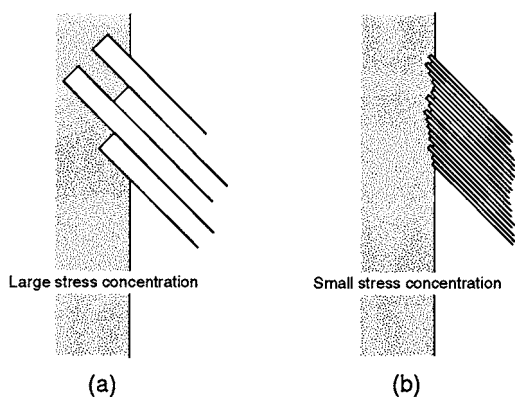 Large stress concentration
Small stress concentration
(a)
(b)